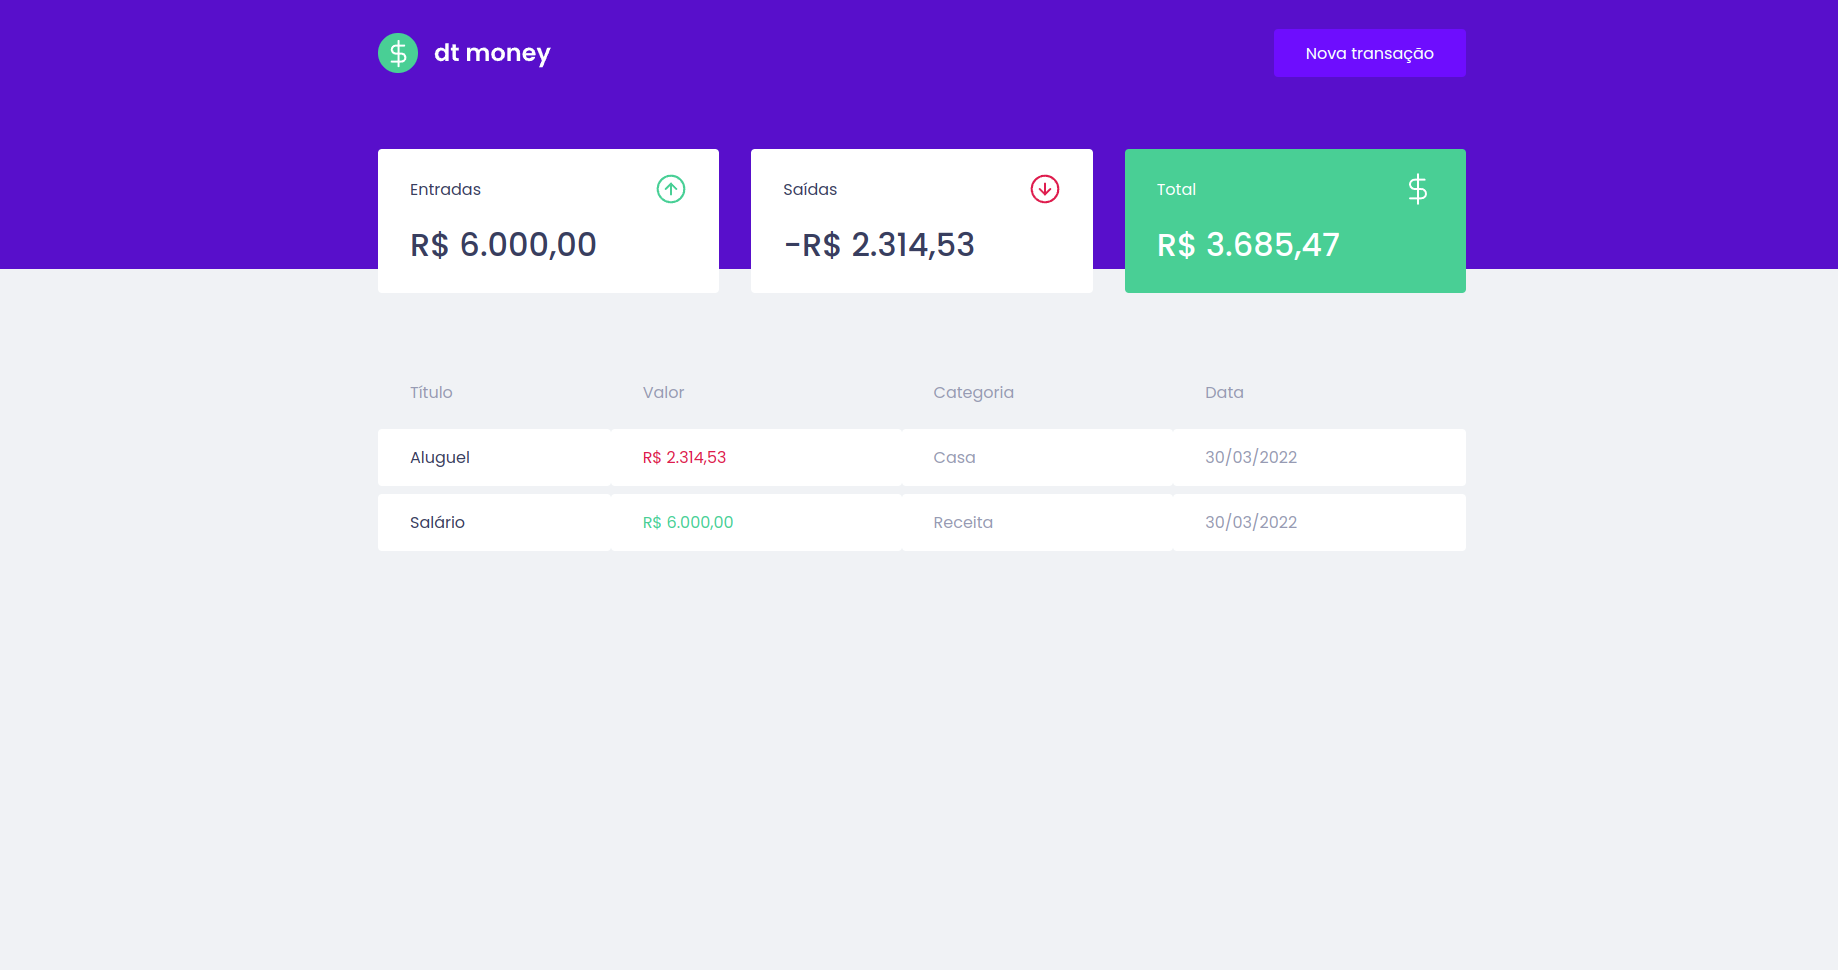 dt money
Nova transação
Entradas
R$ 6.000,00
Saídas
-R$ 2.314,53
Total
R$ 3.685,47
Título Valor Categoria Data
Aluguel R$ 2.314,53 Casa 30/03/2022
Salário R$ 6.000,00 Receita 30/03/2022